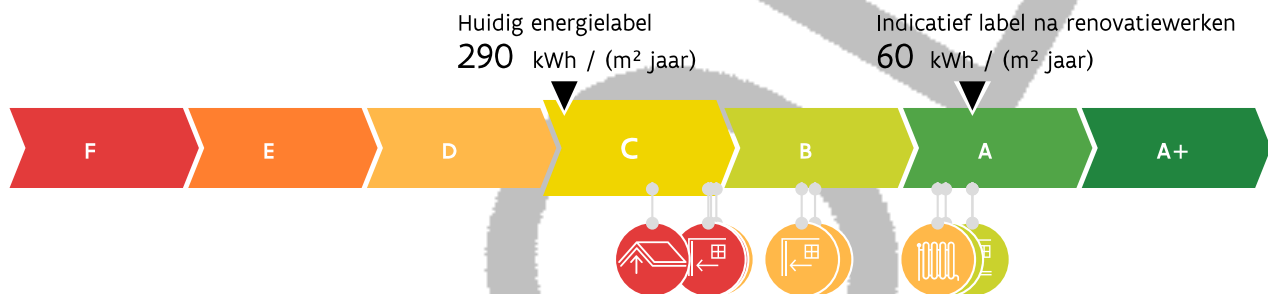 Huidig energielabel
290 kWh / (m² jaar)
Indicatief label na renovatiewerken
60 kWh / (m² jaar)
F E D C B A A+